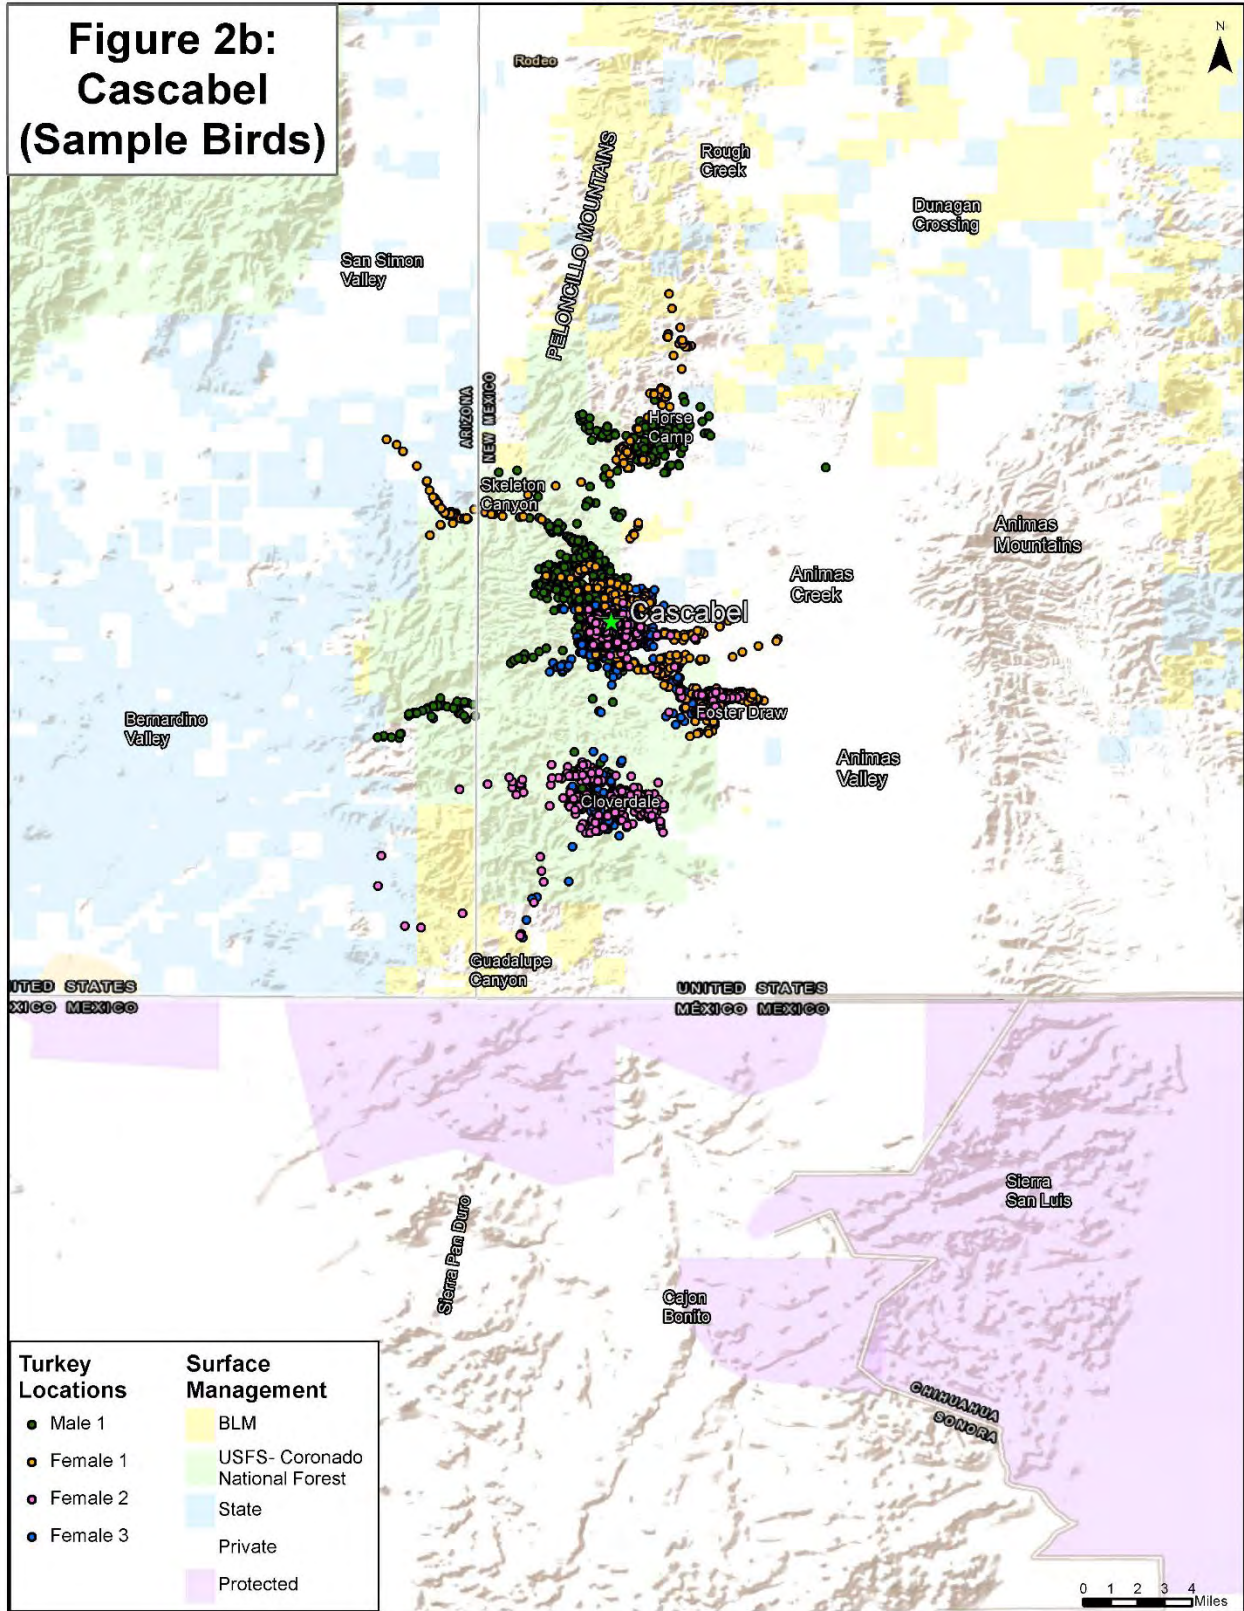 Figure 2b:
Cascabel
(Sample Birds)
N
Rodeo
PELONCILLO MOUNTAINS
Rough
Creek
Dunagan
Crossing
San Simon
Valley
ARIZONA
NEW MEXICO
Horse
Camp
Skeleton
Canyon
Animas
Mountains
Animas
Creek
Cascabel
Bernardino
Valley
Foster Draw
Animas
Valley
Cloverdale
Guadalupe
Canyon
ITED STATES
XICO MEXICO
UNITED STATES
MÉXICO MEXICO
Sierra
San Luis
Sierra Pan Duro
Cajon
Bonito
CHIHUAHUA
SONORA
Turkey
Locations
Male 1
Female 1
Female 2
Female 3
Surface
Management
BLM
USFS- Coronado
National Forest
State
Private
Protected
0 1 2 3 4
Miles